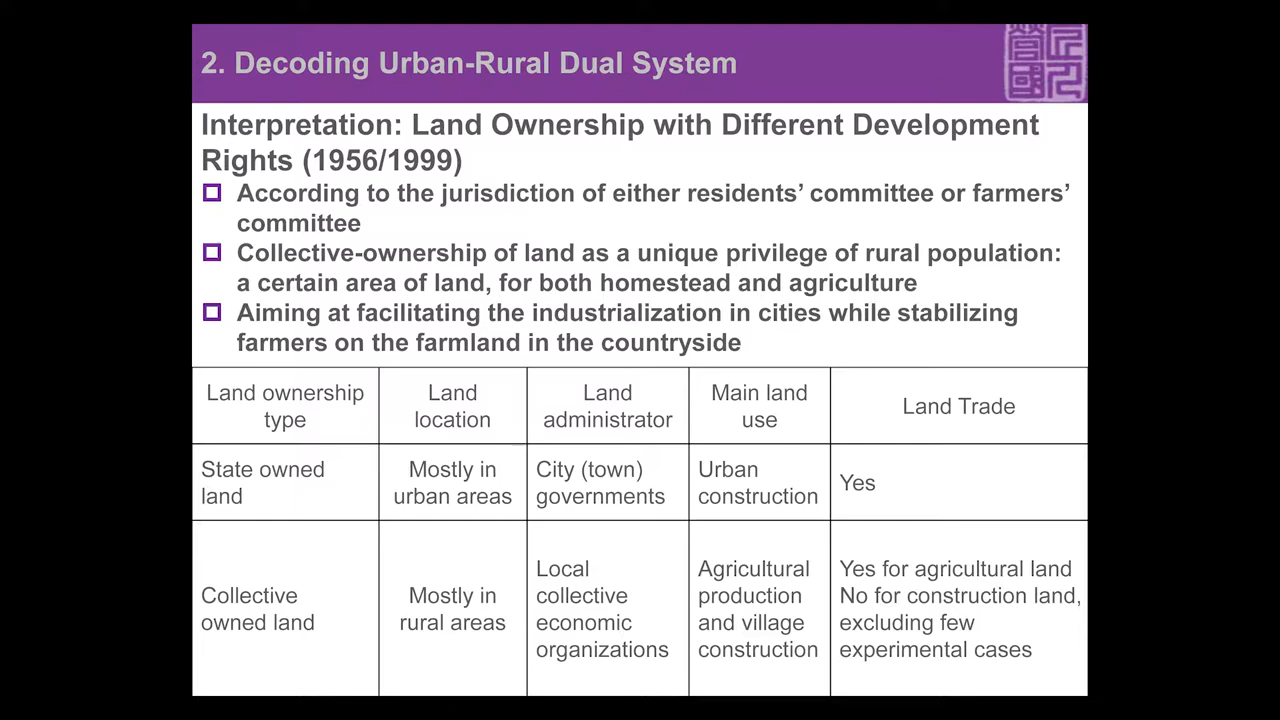 2. Decoding Urban-Rural Dual System
Interpretation: Land Ownership with Different Development
Rights (1956/1999)
According to the jurisdiction of either residents’ committee or farmers’
committee
Collective-ownership of land as a unique privilege of rural population:
a certain area of land, for both homestead and agriculture
Aiming at facilitating the industrialization in cities while stabilizing
farmers on the farmland in the countryside
Land ownership
type
Land
location
Land
administrator
Main land
use
Land Trade
State owned
land
Mostly in
urban areas
City (town)
governments
Urban
construction
Yes
Collective
owned land
Mostly in
rural areas
Local
collective
economic
organizations
Agricultural
production
and village
construction
Yes for agricultural land
No for construction land,
excluding few
experimental cases